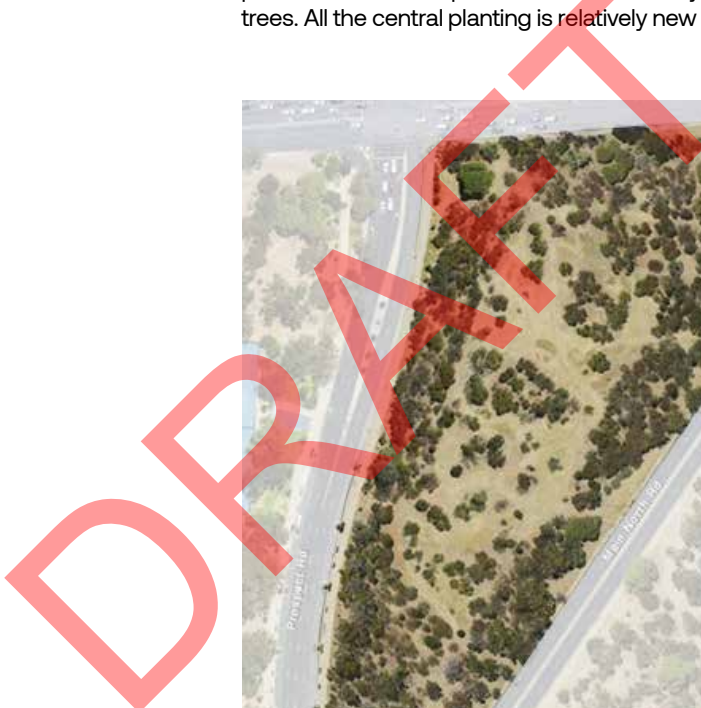 trees. All the central planting is relatively new
Prospect Rd
Main North Rd
DRAFT